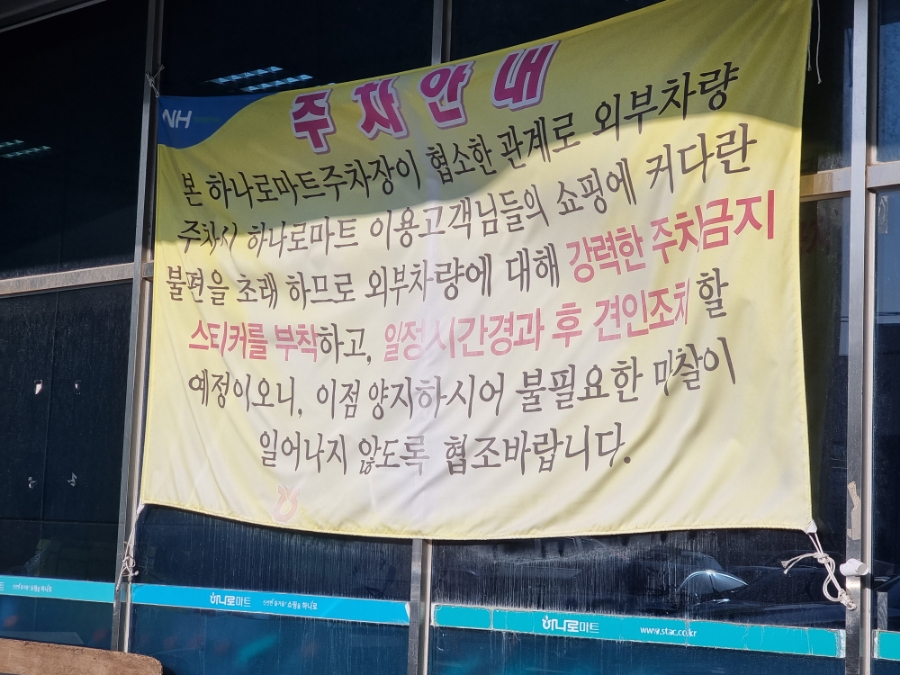 NH
주차안내
본 하나로마트주차장이 협소한 관계로 외부차량
주차시 하나로마트 이용고객님들의 쇼핑에 커다란
불편을 초래 하므로 외부차량에 대해 강력한 주차금지
스티커를 부착하고, 일정시간경과 후 견인조치 할
예정이오니, 이점 양지하시어 불필요한 마찰이
일어나지 않도록 협조바랍니다.
하나로마트 쇼핑&하나로
하나로마트 www.stac.co.kr